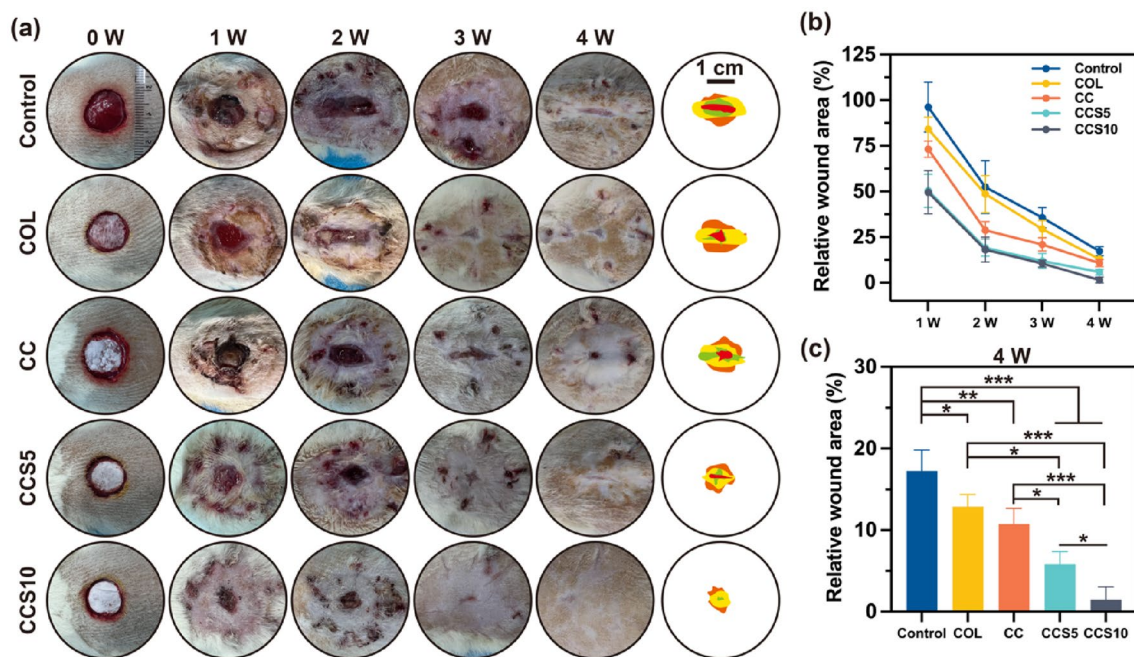 (a)
0 W 1 W 2 W 3 W 4 W
Control
1 cm
COL
CC
CCS5
CCS10
(b)
Relative wound area (%)
125
100
75
50
25
0
Control
COL
CC
CCS5
CCS10
1 W 2 W 3 W 4 W
(c)
4 W
Relative wound area (%)
30
20
10
0
***
**
*
***
*
***
*
*
Control COL CC CCS5 CCS10